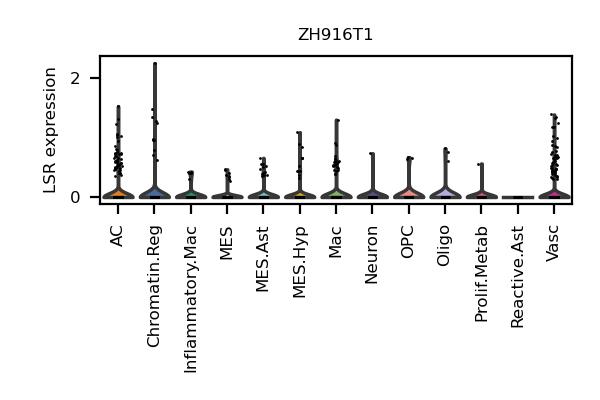 ZH916T1
LSR expression
2
0
AC
Chromatin.Reg
Inflammatory.Mac
MES
MES.Ast
MES.Hyp
Mac
Neuron
OPC
Oligo
Prolif.Metab
Reactive.Ast
Vasc